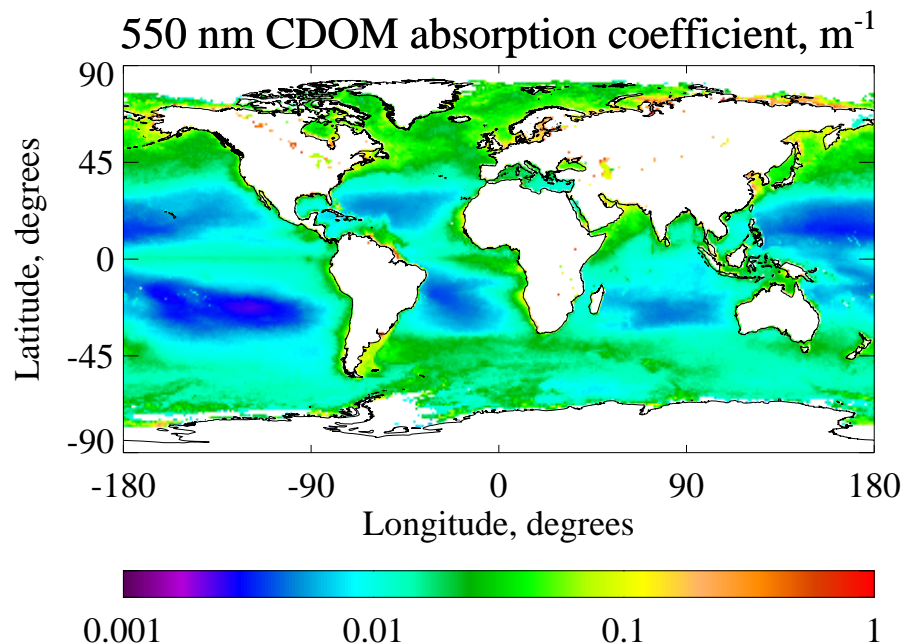 550 nm CDOM absorption coefficient, m⁻¹
90
45
0
-45
-90
Latitude, degrees
-180 -90 0 90 180
Longitude, degrees
0.001 0.01 0.1 1